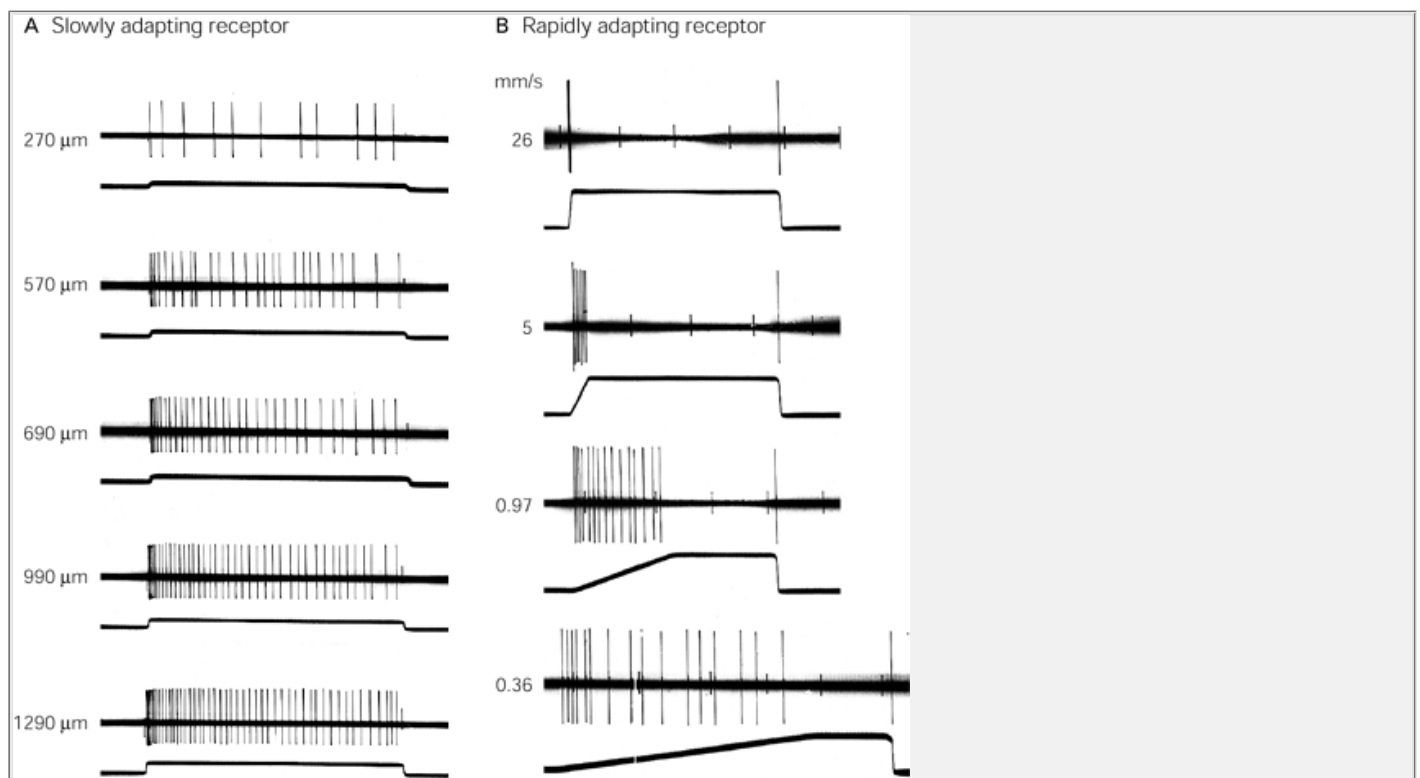 A Slowly adapting receptor
270 μm
570 μm
690 μm
990 μm
1290 μm
B Rapidly adapting receptor
mm/s
26
5
0.97
0.36